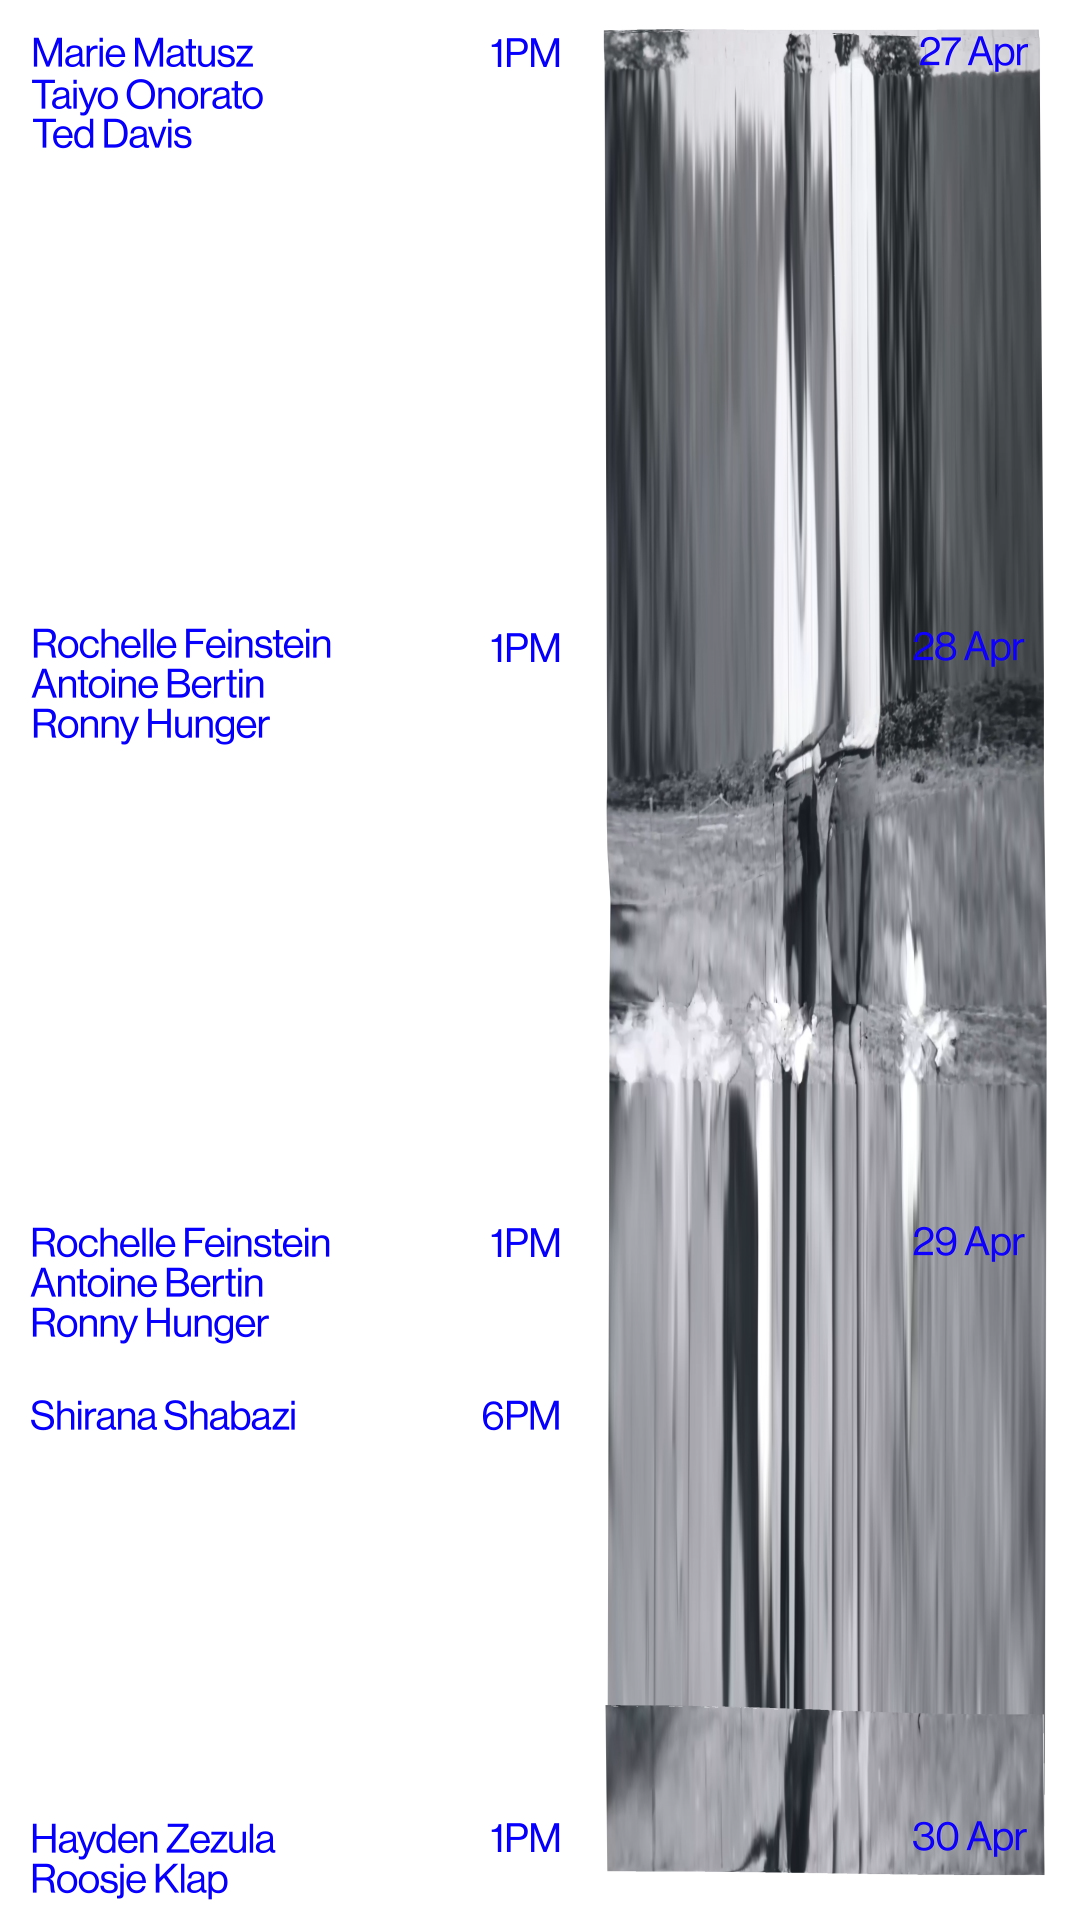 Marie Matusz 1PM 27 Apr
Taiyo Onorato
Ted Davis
Rochelle Feinstein 1PM 28 Apr
Antoine Bertin
Ronny Hunger
Rochelle Feinstein 1PM 29 Apr
Antoine Bertin
Ronny Hunger
Shirana Shabazi 6PM
Hayden Zezula 1PM 30 Apr
Roosje Klap